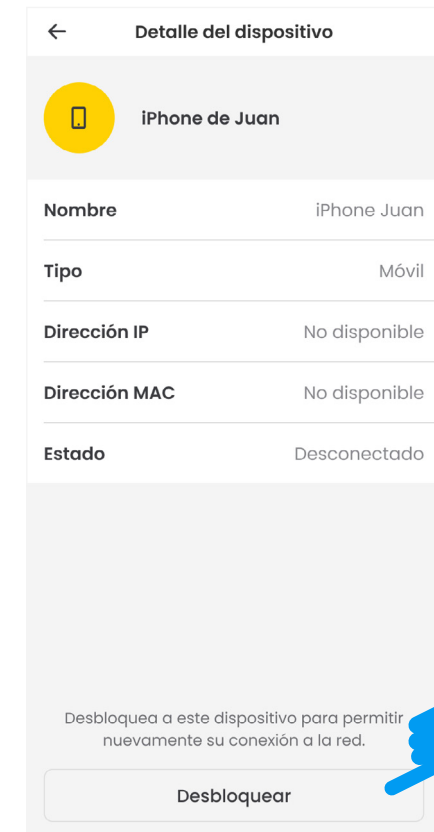 Detalle del dispositivo
iPhone de Juan
Nombre iPhone Juan
Tipo Móvil
Dirección IP No disponible
Dirección MAC No disponible
Estado Desconectado
Desbloquea a este dispositivo para permitir
nuevamente su conexión a la red.
Desbloquear